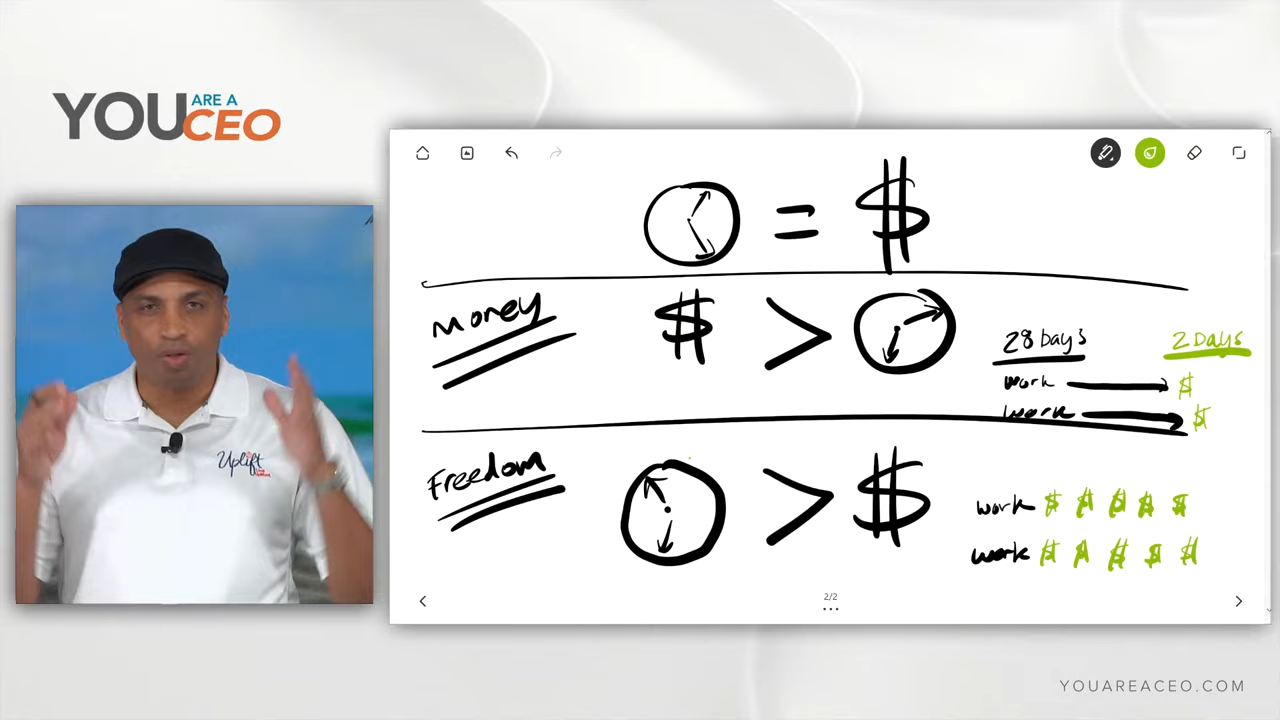 YOU ARE A CEO
= $
Money $ > 28 Days 2 Days
work $
work $
Freedom > $
work $ $ $ $ $
work $ $ $ $ $
Uplift
2/2
YOUAREACEO.COM